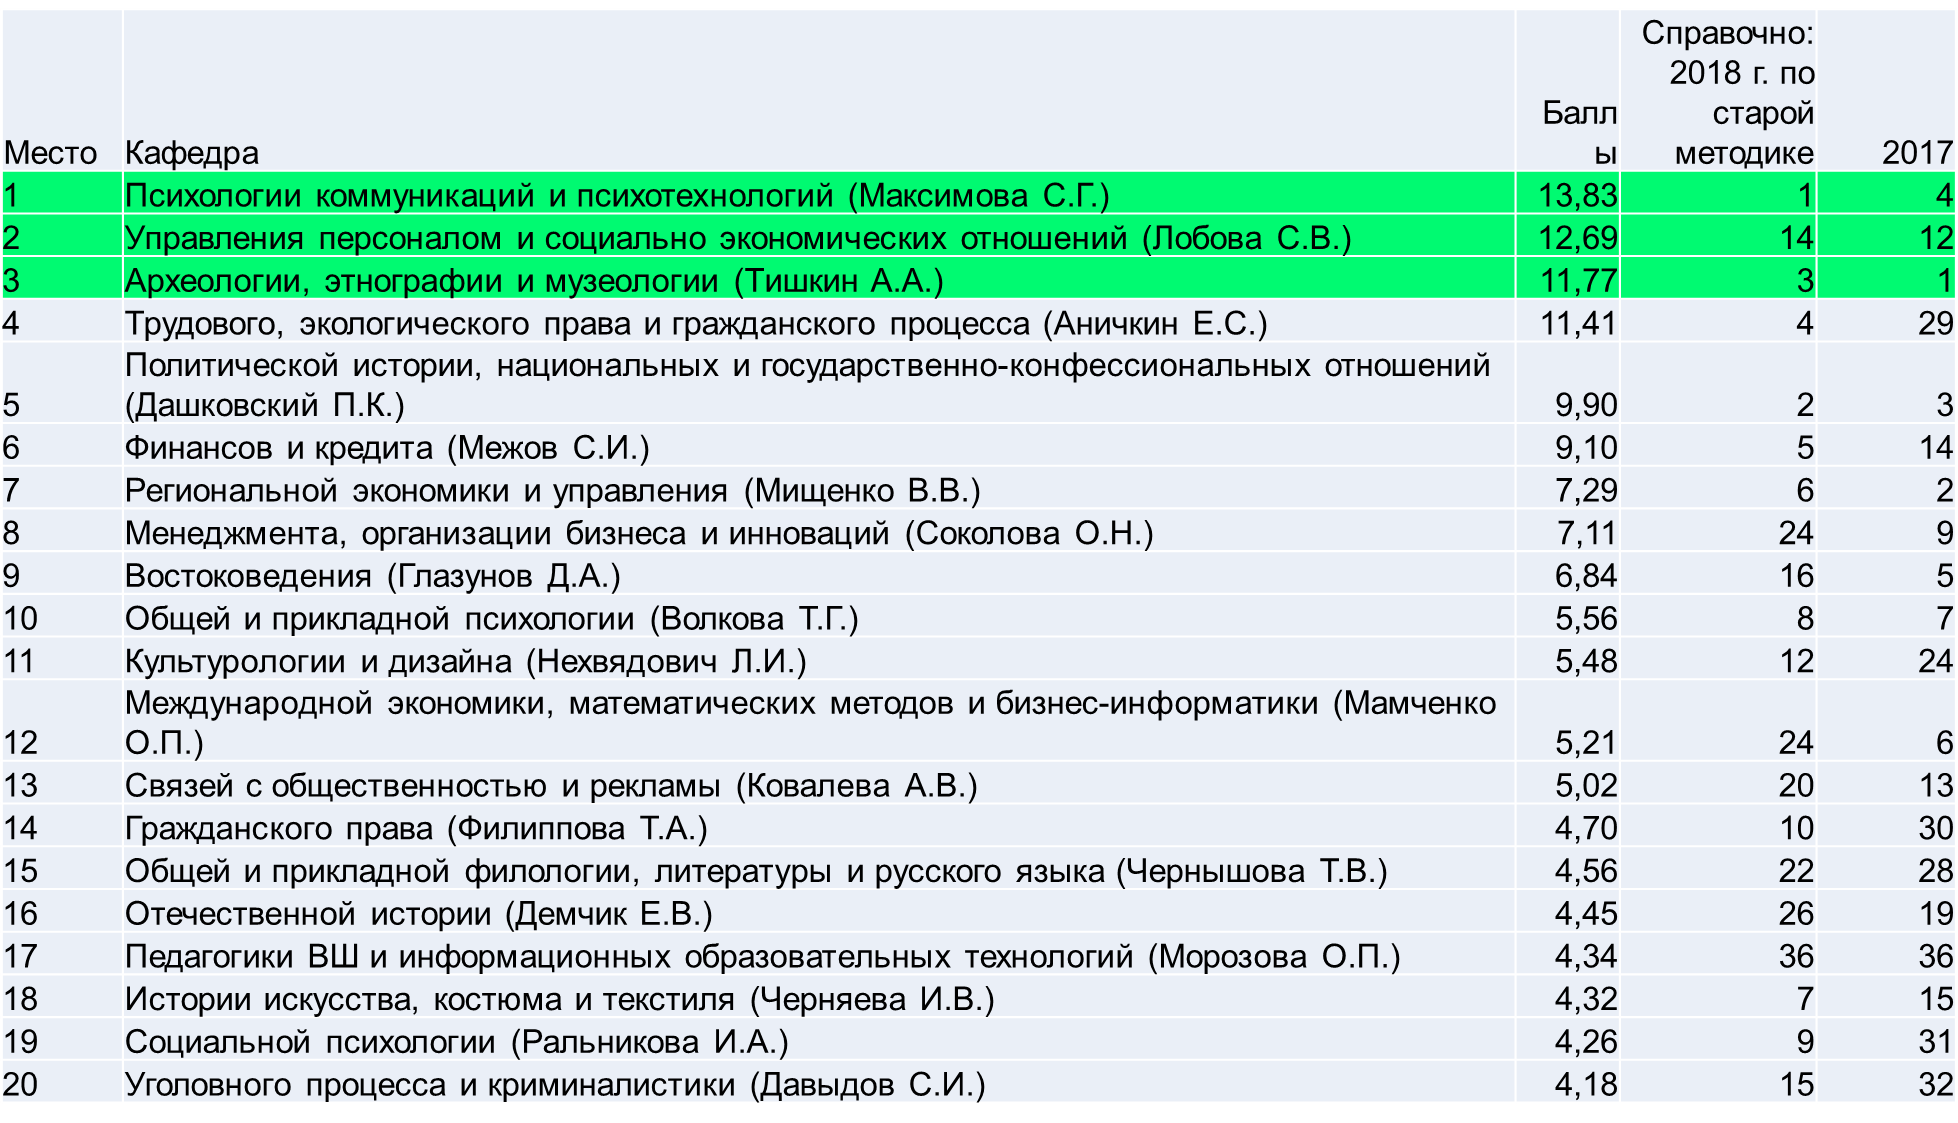 Место Кафедра Баллы Справочно: 2018 г. по старой методике 2017
1 Психологии коммуникаций и психотехнологий (Максимова С.Г.) 13,83 1 4
2 Управления персоналом и социально экономических отношений (Лобова С.В.) 12,69 14 12
3 Археологии, этнографии и музеологии (Тишкин А.А.) 11,77 3 1
4 Трудового, экологического права и гражданского процесса (Аничкин Е.С.) 11,41 4 29
Политической истории, национальных и государственно-конфессиональных отношений
5 (Дашковский П.К.) 9,90 2 3
6 Финансов и кредита (Межов С.И.) 9,10 5 14
7 Региональной экономики и управления (Мищенко В.В.) 7,29 6 2
8 Менеджмента, организации бизнеса и инноваций (Соколова О.Н.) 7,11 24 9
9 Востоковедения (Глазунов Д.А.) 6,84 16 5
10 Общей и прикладной психологии (Волкова Т.Г.) 5,56 8 7
11 Культурологии и дизайна (Нехвядович Л.И.) 5,48 12 24
Международной экономики, математических методов и бизнес-информатики (Мамченко
12 О.П.) 5,21 24 6
13 Связей с общественностью и рекламы (Ковалева А.В.) 5,02 20 13
14 Гражданского права (Филиппова Т.А.) 4,70 10 30
15 Общей и прикладной филологии, литературы и русского языка (Чернышова Т.В.) 4,56 22 28
16 Отечественной истории (Демчик Е.В.) 4,45 26 19
17 Педагогики ВШ и информационных образовательных технологий (Морозова О.П.) 4,34 36 36
18 Истории искусства, костюма и текстиля (Черняева И.В.) 4,32 7 15
19 Социальной психологии (Ральникова И.А.) 4,26 9 31
20 Уголовного процесса и криминалистики (Давыдов С.И.) 4,18 15 32